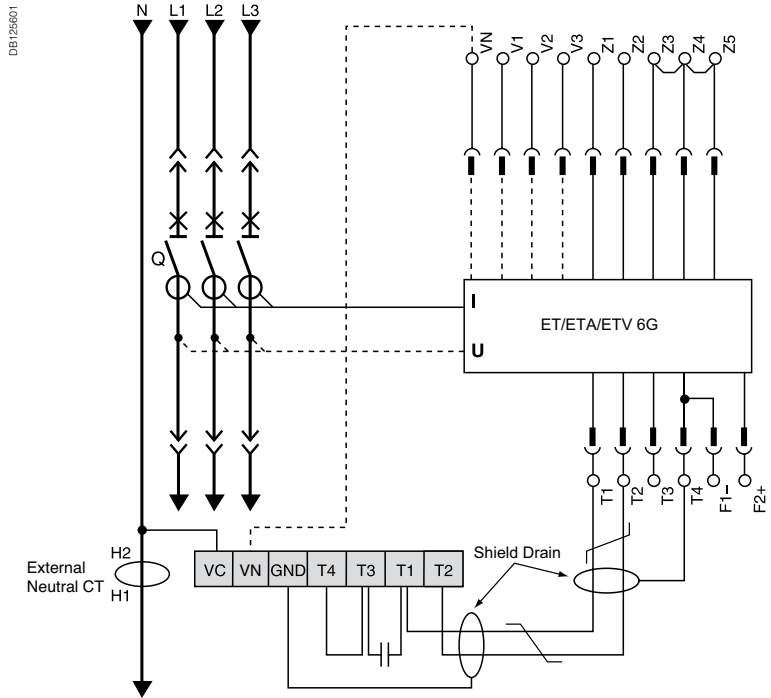 DB125601
N L1 L2 L3
VN V1 V2 V3 Z1 Z2 Z3 Z4 Z5
Q
I
ET/ETA/ETV 6G
U
T1 T2 T3 T4 F1– F2+
H2
External
Neutral CT
H1
VC VN GND T4 T3 T1 T2
Shield Drain